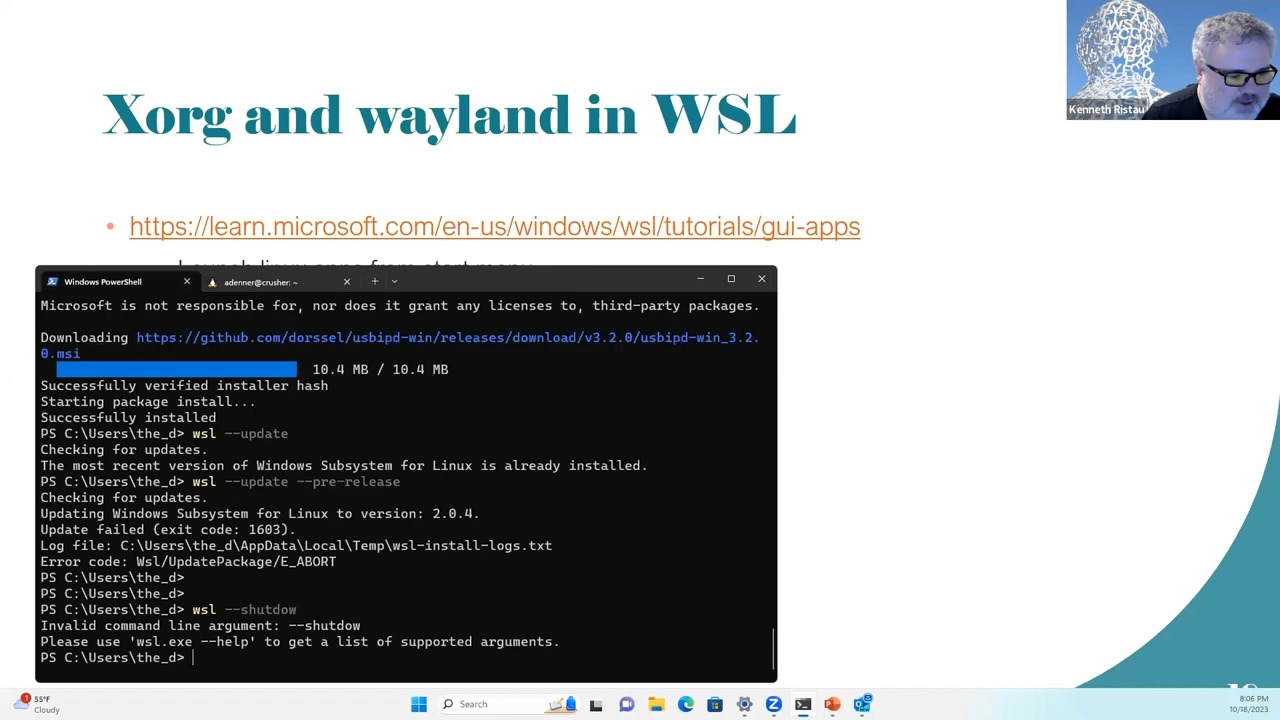 Xorg and wayland in WSL
Kenneth Ristau
• https://learn.microsoft.com/en-us/windows/wsl/tutorials/gui-apps
Launch linux apps from start menu
Windows PowerShell
adenner@crusher: ~
Microsoft is not responsible for, nor does it grant any licenses to, third-party packages.
Downloading https://github.com/dorssel/usbipd-win/releases/download/v3.2.0/usbipd-win_3.2.
0.msi
10.4 MB / 10.4 MB
Successfully verified installer hash
Starting package install...
Successfully installed
PS C:\Users\the_d> wsl --update
Checking for updates.
The most recent version of Windows Subsystem for Linux is already installed.
PS C:\Users\the_d> wsl --update --pre-release
Checking for updates.
Updating Windows Subsystem for Linux to version: 2.0.4.
Update failed (exit code: 1603).
Log file: C:\Users\the_d\AppData\Local\Temp\wsl-install-logs.txt
Error code: Wsl/UpdatePackage/E_ABORT
PS C:\Users\the_d>
PS C:\Users\the_d>
PS C:\Users\the_d> wsl --shutdow
Invalid command line argument: --shutdow
Please use 'wsl.exe --help' to get a list of supported arguments.
PS C:\Users\the_d>
1
55°F
Cloudy
Search
8:06 PM
10/18/2023